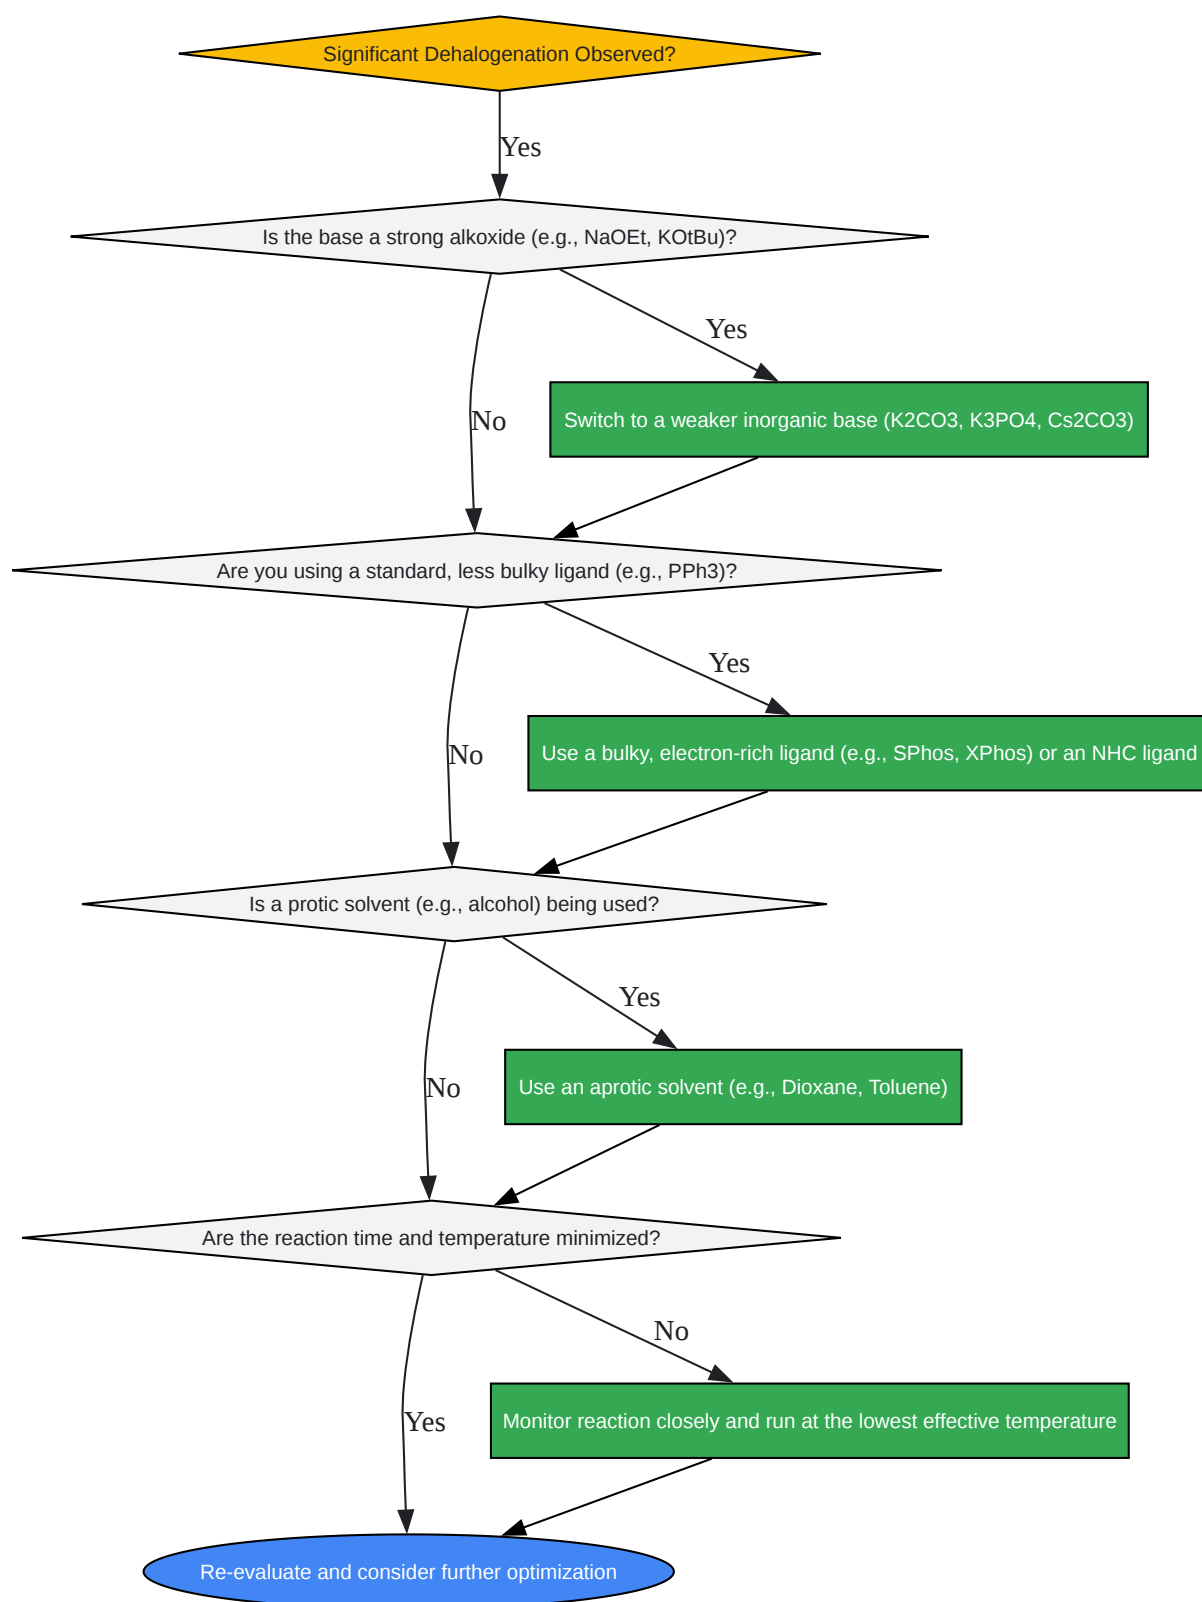 Significant Dehalogenation Observed?
Yes
Is the base a strong alkoxide (e.g., NaOEt, KOtBu)?
Yes
Switch to a weaker inorganic base (K2CO3, K3PO4, Cs2CO3)
No
Are you using a standard, less bulky ligand (e.g., PPh3)?
Yes
Use a bulky, electron-rich ligand (e.g., SPhos, XPhos) or an NHC ligand
No
Is a protic solvent (e.g., alcohol) being used?
Yes
Use an aprotic solvent (e.g., Dioxane, Toluene)
No
Are the reaction time and temperature minimized?
No
Monitor reaction closely and run at the lowest effective temperature
Yes
Re-evaluate and consider further optimization